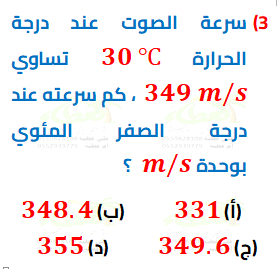 3) سرعة الصوت عند درجة
الحرارة 30 °C تساوي
349 m/s ، كم سرعته عند
درجة الصفر المئوي
بوحدة m/s ؟
(أ) 331 (ب) 348.4
(ج) 349.6 (د) 355